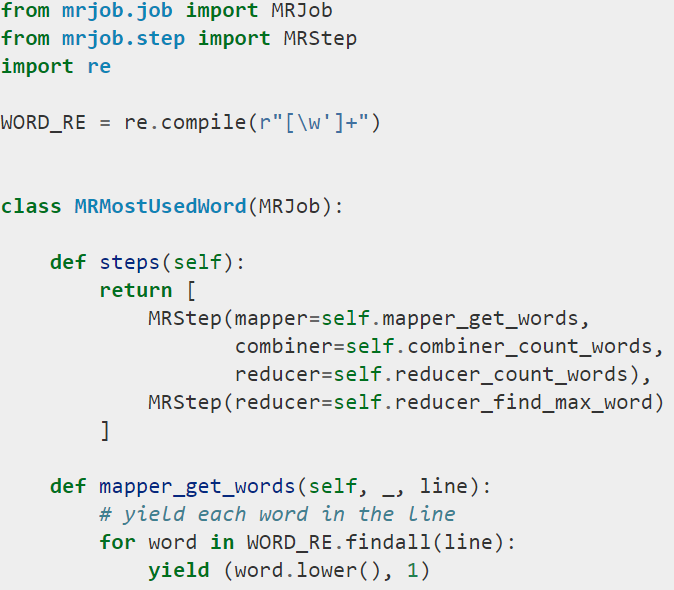 from mrjob.job import MRJob
from mrjob.step import MRStep
import re

WORD_RE = re.compile(r"[\w']+")


class MRMostUsedWord(MRJob):

    def steps(self):
        return [
            MRStep(mapper=self.mapper_get_words,
                   combiner=self.combiner_count_words,
                   reducer=self.reducer_count_words),
            MRStep(reducer=self.reducer_find_max_word)
        ]

    def mapper_get_words(self, _, line):
        # yield each word in the line
        for word in WORD_RE.findall(line):
            yield (word.lower(), 1)